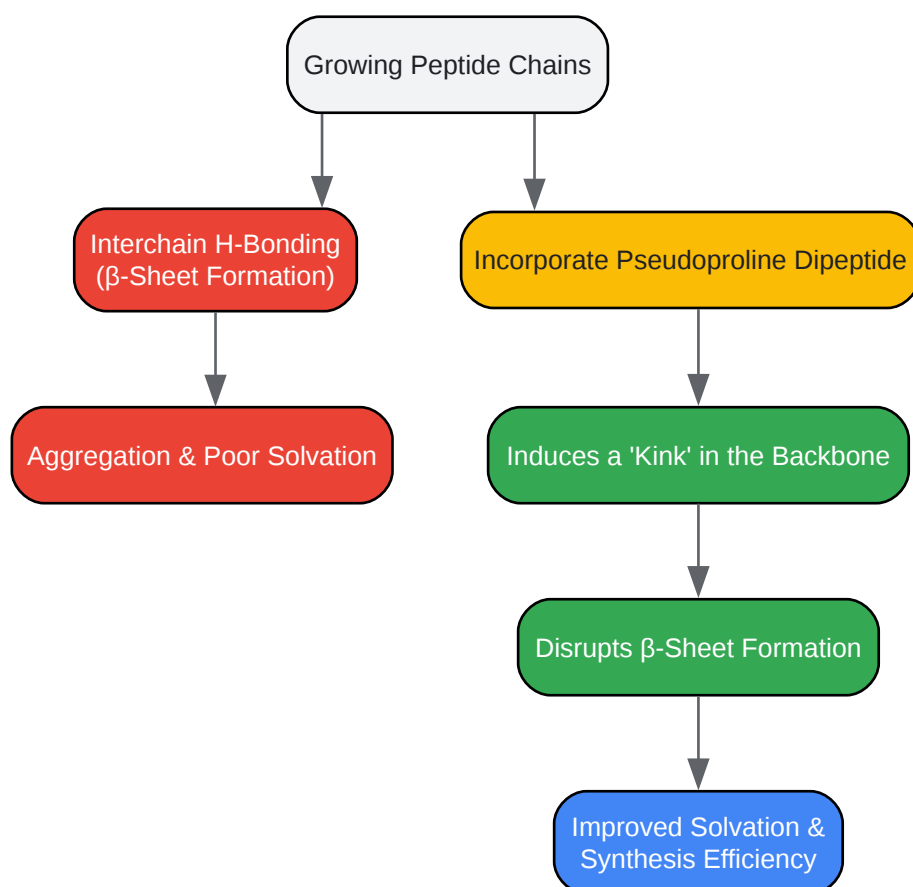 Growing Peptide Chains
Interchain H-Bonding
(β-Sheet Formation)
Incorporate Pseudoproline Dipeptide
Aggregation & Poor Solvation
Induces a 'Kink' in the Backbone
Disrupts β-Sheet Formation
Improved Solvation &
Synthesis Efficiency